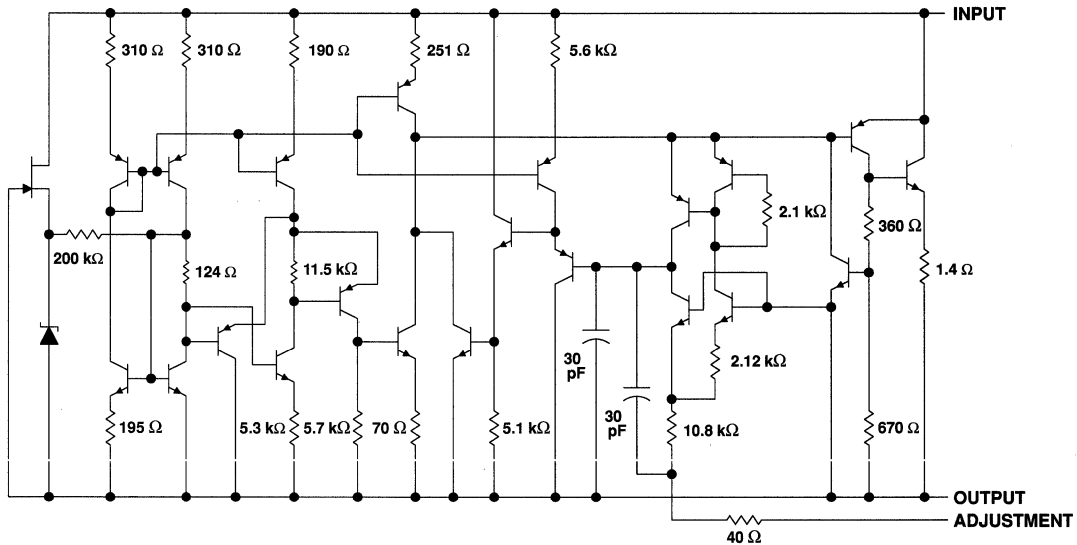 INPUT
310 Ω
310 Ω
190 Ω
251 Ω
5.6 kΩ
2.1 kΩ
360 Ω
200 kΩ
124 Ω
11.5 kΩ
1.4 Ω
30
pF
2.12 kΩ
30
pF
195 Ω
5.3 kΩ
5.7 kΩ
70 Ω
5.1 kΩ
10.8 kΩ
670 Ω
OUTPUT
ADJUSTMENT
40 Ω